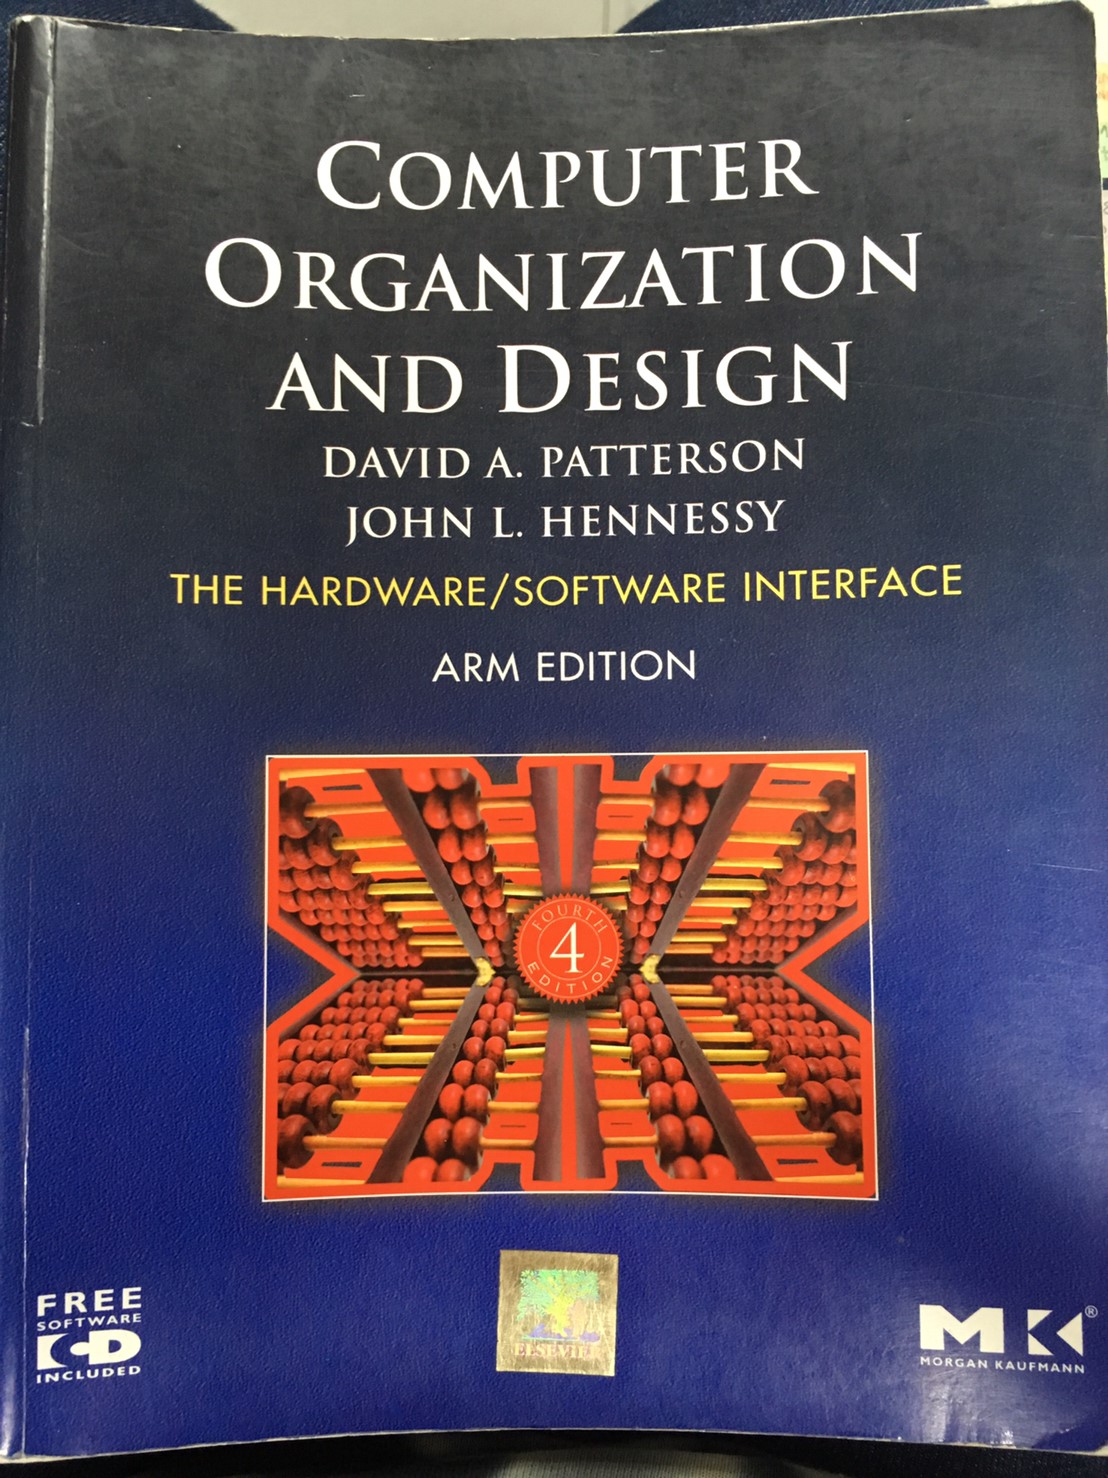 COMPUTER
ORGANIZATION
AND DESIGN
DAVID A. PATTERSON
JOHN L. HENNESSY
THE HARDWARE/SOFTWARE INTERFACE
ARM EDITION
FOURTH
4
EDITION
FREE
SOFTWARE
CD
INCLUDED
ELSEVIER
MK®
MORGAN KAUFMANN